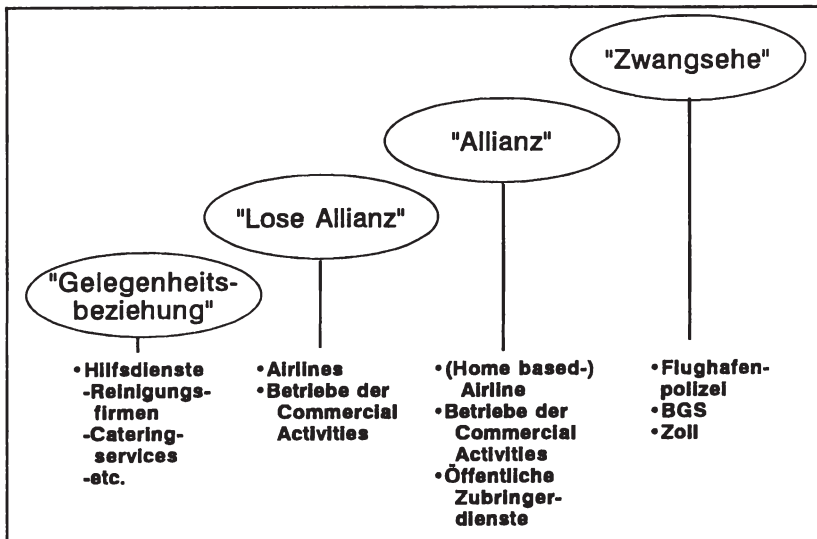 "Zwangsehe"
"Allianz"
"Lose Allianz"
"Gelegenheits-
beziehung"
•Hilfsdienste
-Reinigungs-
firmen
-Catering-
services
-etc.
•Airlines
•Betriebe der
Commercial
Activities
•(Home based-)
Airline
•Betriebe der
Commercial
Activities
•Öffentliche
Zubringer-
dienste
•Flughafen-
polizei
•BGS
•Zoll